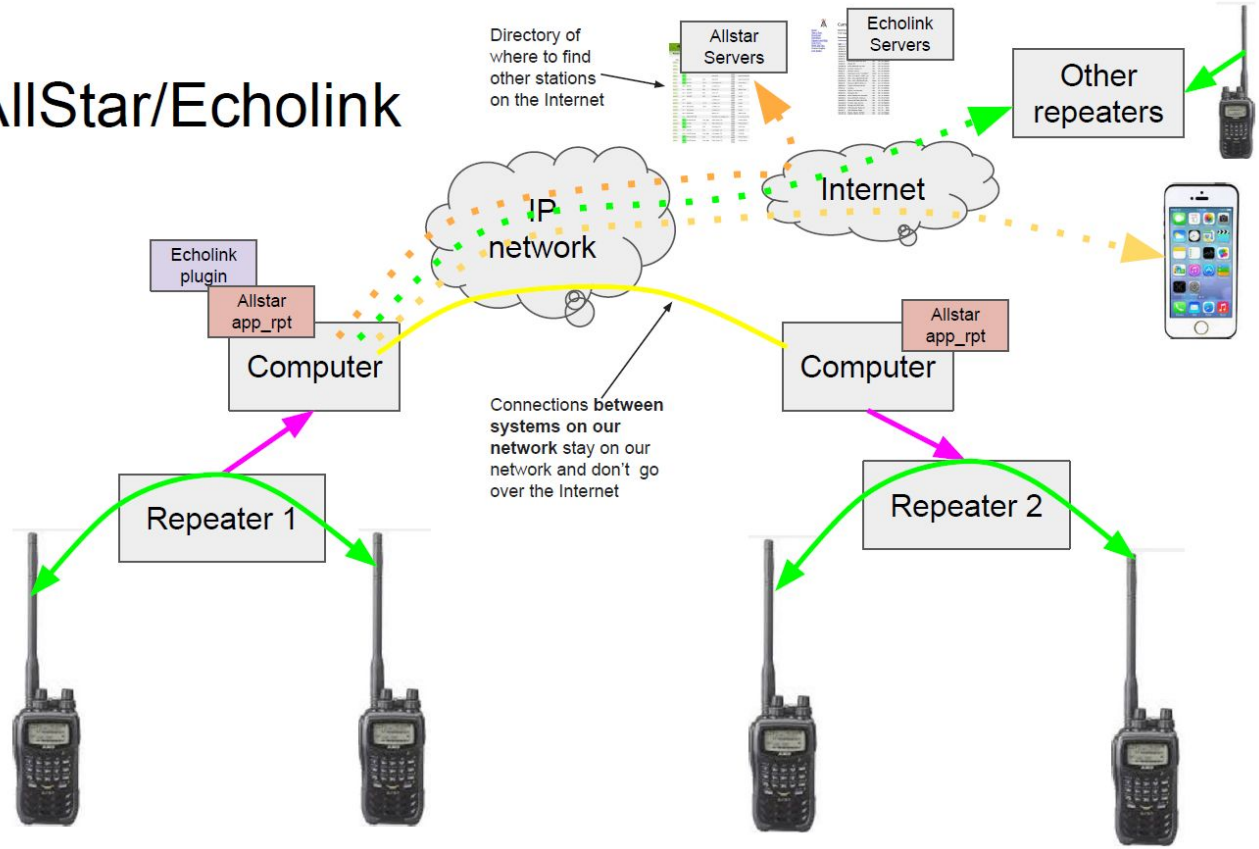 AllStar/Echolink
Directory of
where to find
other stations
on the Internet
Allstar
Servers
Echolink
Servers
Other
repeaters
IP
network
Internet
Echolink
plugin
Allstar
app_rpt
Computer
Allstar
app_rpt
Computer
Connections between
systems on our
network stay on our
network and don't go
over the Internet
Repeater 1
Repeater 2